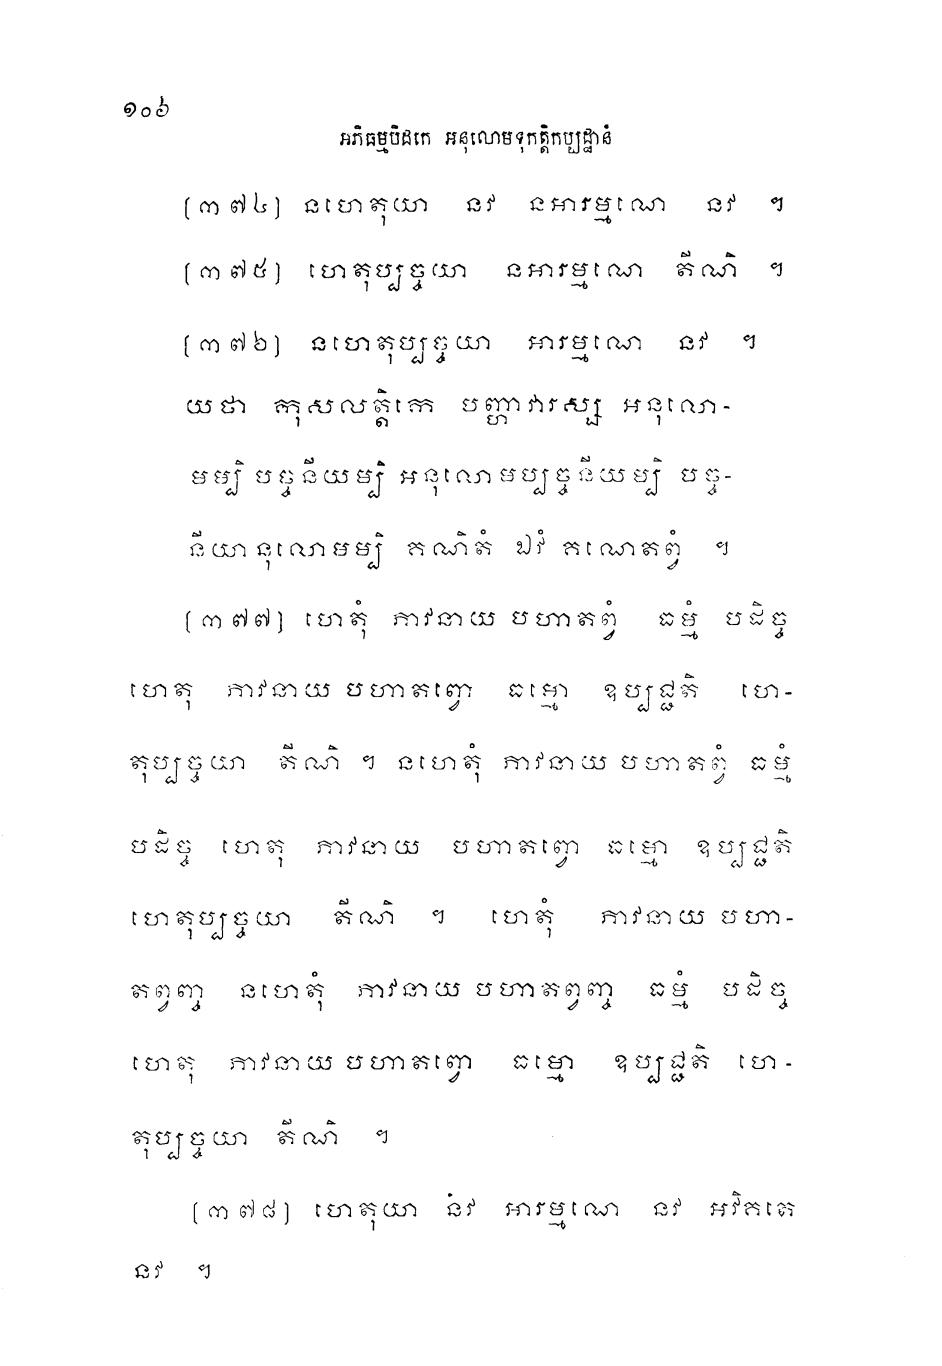 ១០៦
អភិធម្មបិដកេ អនុលោមទុកត្តិកប្បដ្ឋានំ
(៣៧៤) នហេតុយា នវ នអារម្មណេ នវ ។
(៣៧៥) ហេតុប្បច្ចយា នអារម្មណេ តីណិ ។
(៣៧៦) នហេតុប្បច្ចយា អារម្មណេ នវ ។
យថា កុសលត្តិកេ បញ្ហាវារស្ស អនុលោ-
មម្បិ បច្ចនីយម្បិ អនុលោមប្បច្ចនីយម្បិ បច្ច-
នីយានុលោមម្បិ គណិតំ ឯវំ គណេតព្វំ ។
(៣៧៧) ហេតុំ ភាវនាយ បហាតព្វំ ធម្មំ បដិច្ច
ហេតុ ភាវនាយ បហាតព្វោ ធម្មោ ឧប្បជ្ជតិ ហេ-
តុប្បច្ចយា តីណិ ។ នហេតុំ ភាវនាយ បហាតព្វំ ធម្មំ
បដិច្ច ហេតុ ភាវនាយ បហាតព្វោ ធម្មោ ឧប្បជ្ជតិ
ហេតុប្បច្ចយា តីណិ ។ ហេតុំ ភាវនាយ បហា-
តព្វញ្ច នហេតុំ ភាវនាយ បហាតព្វញ្ច ធម្មំ បដិច្ច
ហេតុ ភាវនាយ បហាតព្វោ ធម្មោ ឧប្បជ្ជតិ ហេ-
តុប្បច្ចយា តីណិ ។
(៣៧៨) ហេតុយា នវ អារម្មណេ នវ អវិគតេ
នវ ។